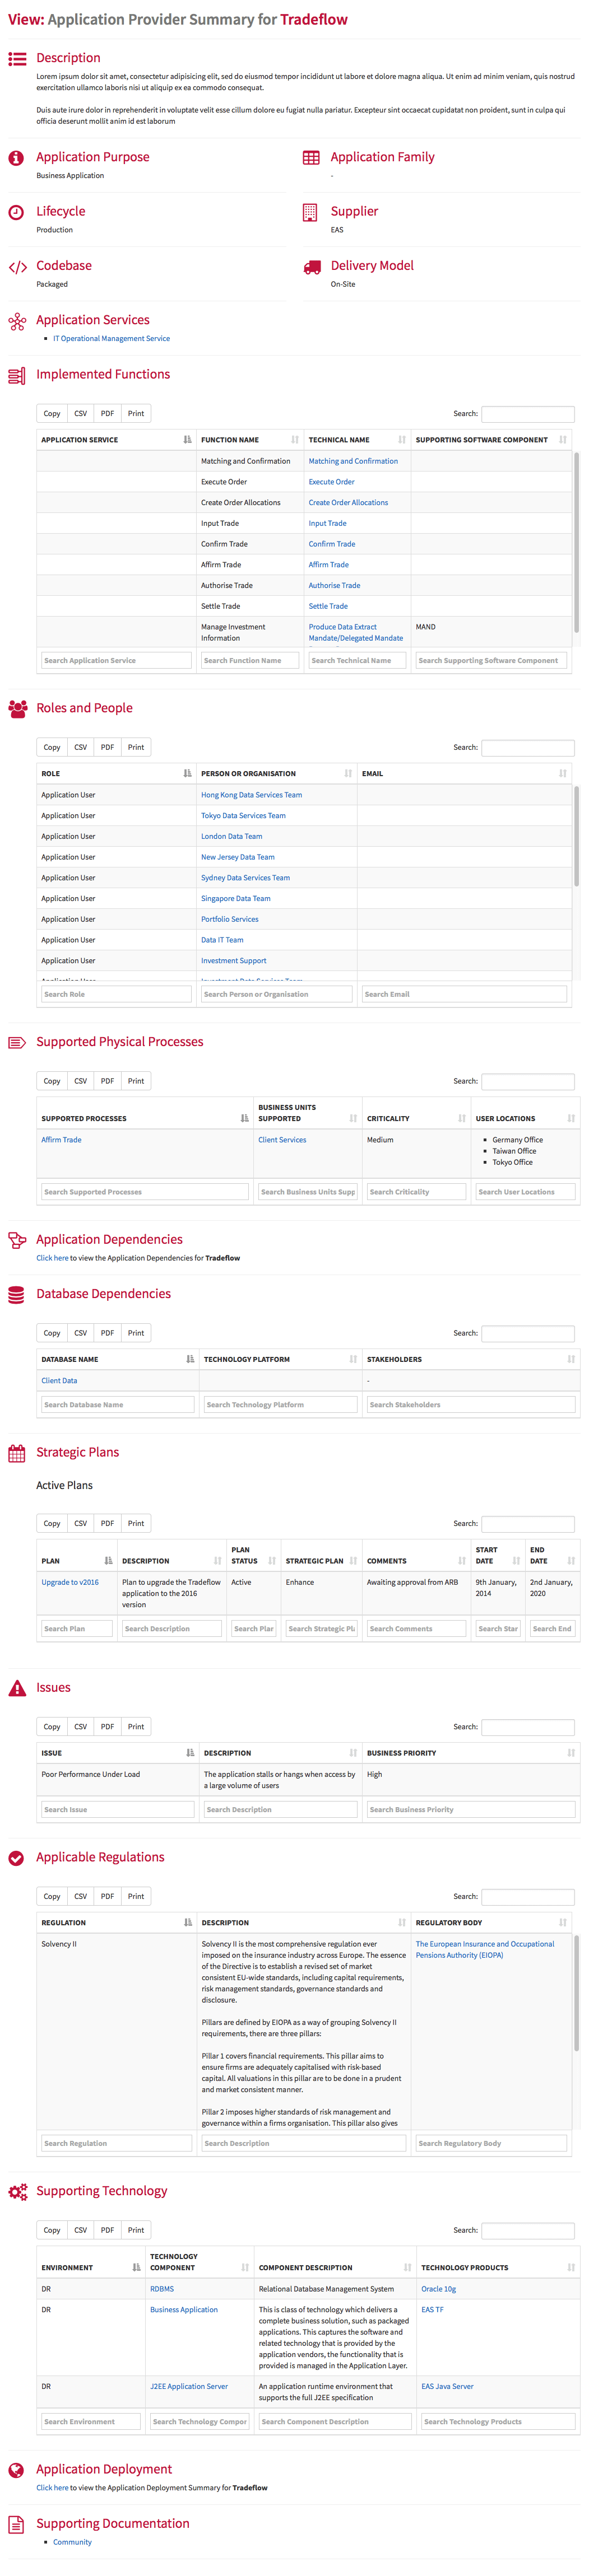 View: Application Provider Summary for Tradeflow
Description
Lorem ipsum dolor sit amet, consectetur adipisicing elit, sed do eiusmod tempor incididunt ut labore et dolore magna aliqua. Ut enim ad minim veniam, quis nostrud
exercitation ullamco laboris nisi ut aliquip ex ea commodo consequat.
Duis aute irure dolor in reprehenderit in voluptate velit esse cillum dolore eu fugiat nulla pariatur. Excepteur sint occaecat cupidatat non proident, sunt in culpa qui
officia deserunt mollit anim id est laborum
Application Purpose
Business Application
Application Family
-
Lifecycle
Production
Supplier
EAS
Codebase
Packaged
Delivery Model
On-Site
Application Services
IT Operational Management Service
Implemented Functions
Copy CSV PDF Print Search:
APPLICATION SERVICE FUNCTION NAME TECHNICAL NAME SUPPORTING SOFTWARE COMPONENT
Matching and Confirmation Matching and Confirmation
Execute Order Execute Order
Create Order Allocations Create Order Allocations
Input Trade Input Trade
Confirm Trade Confirm Trade
Affirm Trade Affirm Trade
Authorise Trade Authorise Trade
Settle Trade Settle Trade
Manage Investment Produce Data Extract MAND
Information Mandate/Delegated Mandate
Search Application Service Search Function Name Search Technical Name Search Supporting Software Component
Roles and People
Copy CSV PDF Print Search:
ROLE PERSON OR ORGANISATION EMAIL
Application User Hong Kong Data Services Team
Application User Tokyo Data Services Team
Application User London Data Team
Application User New Jersey Data Team
Application User Sydney Data Services Team
Application User Singapore Data Team
Application User Portfolio Services
Application User Data IT Team
Application User Investment Support
Application User Investment Data Services Team
Search Role Search Person or Organisation Search Email
Supported Physical Processes
Copy CSV PDF Print Search:
SUPPORTED PROCESSES BUSINESS UNITS SUPPORTED CRITICALITY USER LOCATIONS
Affirm Trade Client Services Medium Germany Office
Taiwan Office
Tokyo Office
Search Supported Processes Search Business Units Supp Search Criticality Search User Locations
Application Dependencies
Click here to view the Application Dependencies for Tradeflow
Database Dependencies
Copy CSV PDF Print Search:
DATABASE NAME TECHNOLOGY PLATFORM STAKEHOLDERS
Client Data -
Search Database Name Search Technology Platform Search Stakeholders
Strategic Plans
Active Plans
Copy CSV PDF Print Search:
PLAN DESCRIPTION PLAN STATUS STRATEGIC PLAN COMMENTS START DATE END DATE
Upgrade to v2016 Plan to upgrade the Tradeflow Active Enhance Awaiting approval from ARB 9th January, 2nd January,
application to the 2016 2014 2020
version
Search Plan Search Description Search Plan Search Strategic Pla Search Comments Search Star Search End
Issues
Copy CSV PDF Print Search:
ISSUE DESCRIPTION BUSINESS PRIORITY
Poor Performance Under Load The application stalls or hangs when access by High
a large volume of users
Search Issue Search Description Search Business Priority
Applicable Regulations
Copy CSV PDF Print Search:
REGULATION DESCRIPTION REGULATORY BODY
Solvency II Solvency II is the most comprehensive regulation ever The European Insurance and Occupational
imposed on the insurance industry across Europe. The essence Pensions Authority (EIOPA)
of the Directive is to establish a revised set of market
consistent EU-wide standards, including capital requirements,
risk management standards, governance standards and
disclosure.
Pillars are defined by EIOPA as a way of grouping Solvency II
requirements, there are three pillars:
Pillar 1 covers financial requirements. This pillar aims to
ensure firms are adequately capitalised with risk-based
capital. All valuations in this pillar are to be done in a prudent
and market consistent manner.
Pillar 2 imposes higher standards of risk management and
governance within a firms organisation. This pillar also gives
Search Regulation Search Description Search Regulatory Body
Supporting Technology
Copy CSV PDF Print Search:
ENVIRONMENT TECHNOLOGY COMPONENT COMPONENT DESCRIPTION TECHNOLOGY PRODUCTS
DR RDBMS Relational Database Management System Oracle 10g
DR Business Application This is class of technology which delivers a EAS TF
complete business solution, such as packaged
applications. This captures the software and
related technology that is provided by the
application vendors, the functionality that is
provided is managed in the Application Layer.
DR J2EE Application Server An application runtime environment that EAS Java Server
supports the full J2EE specification
Search Environment Search Technology Compor Search Component Description Search Technology Products
Application Deployment
Click here to view the Application Deployment Summary for Tradeflow
Supporting Documentation
Community